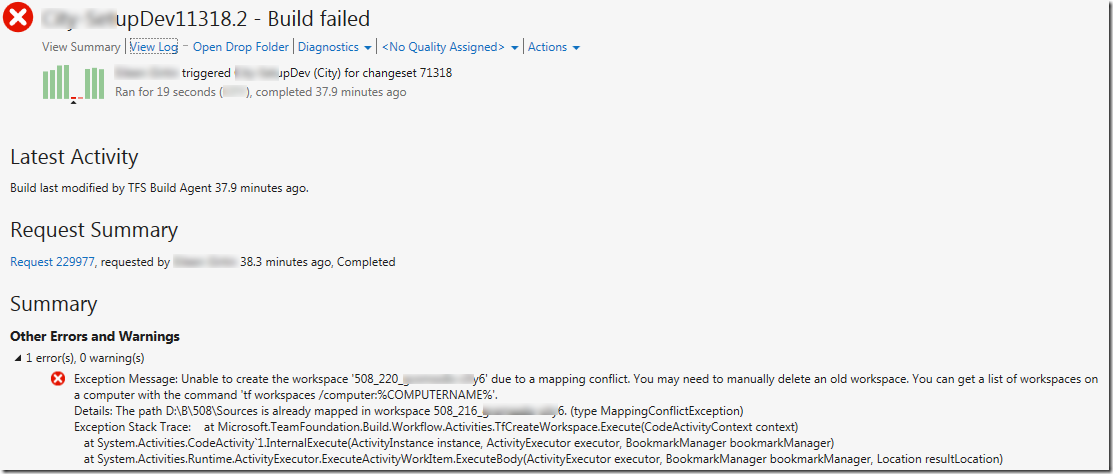 upDev11318.2 - Build failed
View Summary | View Log - Open Drop Folder | Diagnostics | <No Quality Assigned> | Actions
triggered upDev (City) for changeset 71318
Ran for 19 seconds ( ), completed 37.9 minutes ago
Latest Activity
Build last modified by TFS Build Agent 37.9 minutes ago.
Request Summary
Request 229977, requested by 38.3 minutes ago, Completed
Summary
Other Errors and Warnings
1 error(s), 0 warning(s)
Exception Message: Unable to create the workspace '508_220_ y6' due to a mapping conflict. You may need to manually delete an old workspace. You can get a list of workspaces on
a computer with the command 'tf workspaces /computer:%COMPUTERNAME%'.
Details: The path D:\B\508\Sources is already mapped in workspace 508_216_ 6. (type MappingConflictException)
Exception Stack Trace: at Microsoft.TeamFoundation.Build.Workflow.Activities.TfCreateWorkspace.Execute(CodeActivityContext context)
at System.Activities.CodeActivity`1.InternalExecute(ActivityInstance instance, ActivityExecutor executor, BookmarkManager bookmarkManager)
at System.Activities.Runtime.ActivityExecutor.ExecuteActivityWorkItem.ExecuteBody(ActivityExecutor executor, BookmarkManager bookmarkManager, Location resultLocation)